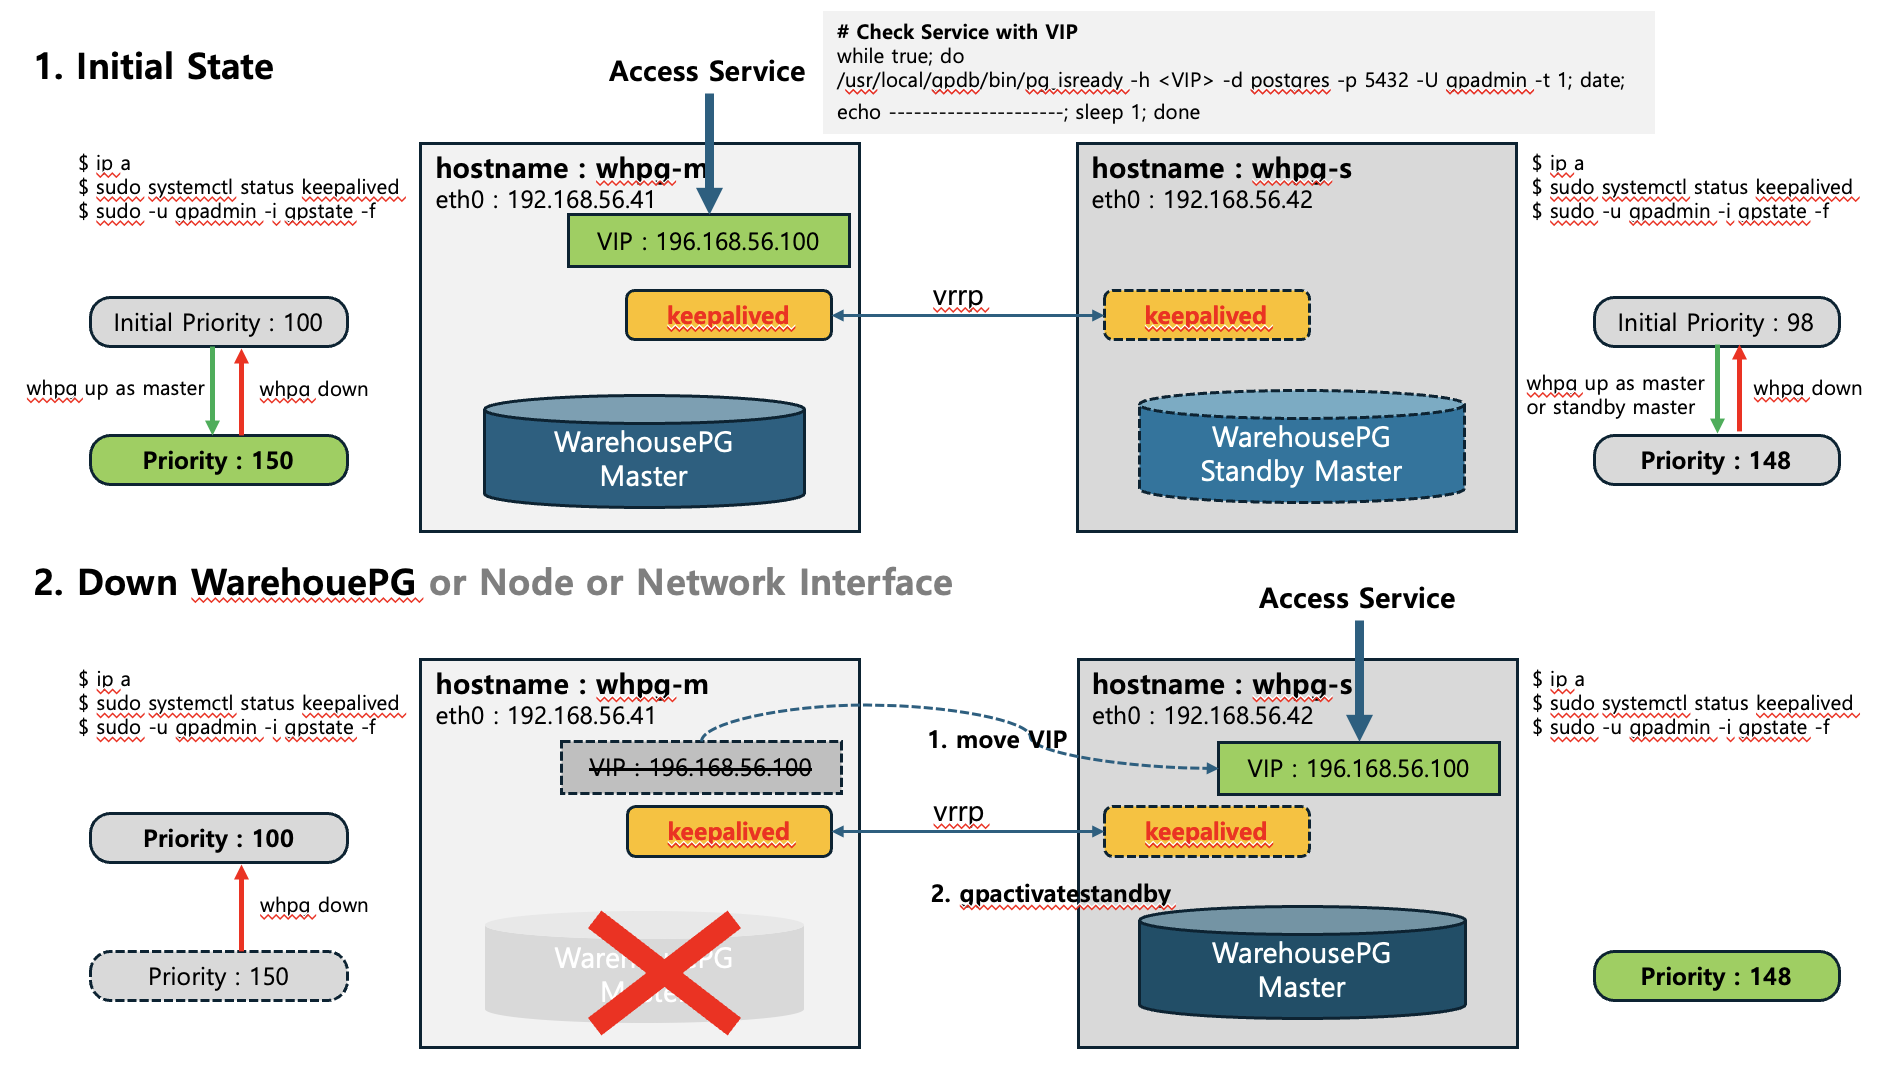 1. Initial State
Access Service
# Check Service with VIP
while true; do
/usr/local/gpdb/bin/pg_isready -h <VIP> -d postgres -p 5432 -U gpadmin -t 1; date;
echo ---------------------; sleep 1; done
$ ip a
$ sudo systemctl status keepalived
$ sudo -u gpadmin -i gpstate -f
hostname : whpg-m
eth0 : 192.168.56.41
VIP : 196.168.56.100
keepalived
vrrp
hostname : whpg-s
eth0 : 192.168.56.42
keepalived
$ ip a
$ sudo systemctl status keepalived
$ sudo -u gpadmin -i gpstate -f
Initial Priority : 100
whpg up as master
whpg down
Priority : 150
WarehousePG
Master
WarehousePG
Standby Master
Initial Priority : 98
whpg up as master
or standby master
whpg down
Priority : 148
2. Down WarehouePG or Node or Network Interface
Access Service
$ ip a
$ sudo systemctl status keepalived
$ sudo -u gpadmin -i gpstate -f
hostname : whpg-m
eth0 : 192.168.56.41
VIP : 196.168.56.100
keepalived
1. move VIP
vrrp
2. gpactivatestandby
hostname : whpg-s
eth0 : 192.168.56.42
VIP : 196.168.56.100
keepalived
$ ip a
$ sudo systemctl status keepalived
$ sudo -u gpadmin -i gpstate -f
Priority : 100
whpg down
Priority : 150
WarehousePG
Master
WarehousePG
Master
Priority : 148